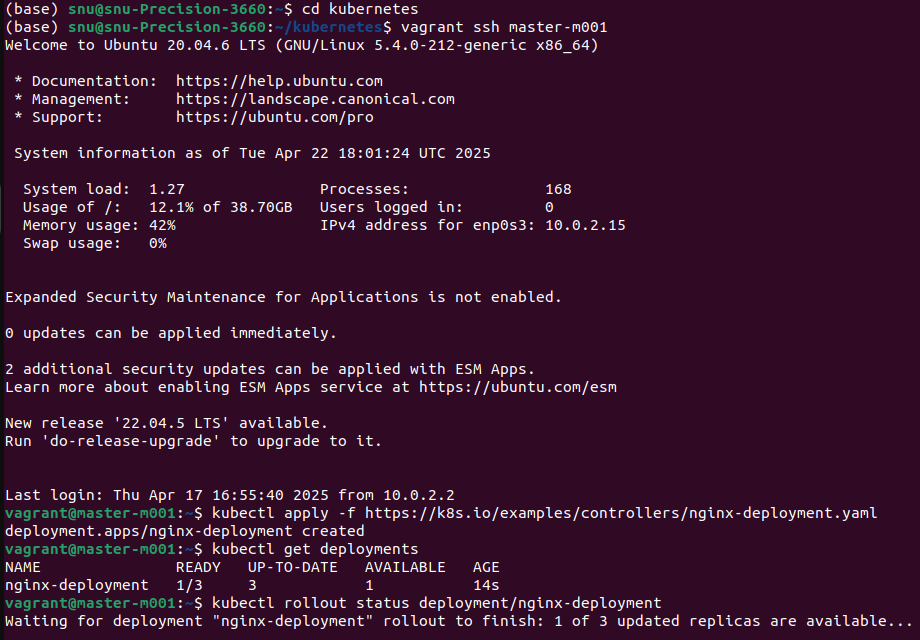 (base) snu@snu-Precision-3660:~$ cd kubernetes
(base) snu@snu-Precision-3660:~/kubernetes$ vagrant ssh master-m001
Welcome to Ubuntu 20.04.6 LTS (GNU/Linux 5.4.0-212-generic x86_64)

 * Documentation:  https://help.ubuntu.com
 * Management:     https://landscape.canonical.com
 * Support:        https://ubuntu.com/pro

 System information as of Tue Apr 22 18:01:24 UTC 2025

  System load:  1.27               Processes:               168
  Usage of /:   12.1% of 38.70GB   Users logged in:         0
  Memory usage: 42%                IPv4 address for enp0s3: 10.0.2.15
  Swap usage:   0%


Expanded Security Maintenance for Applications is not enabled.

0 updates can be applied immediately.

2 additional security updates can be applied with ESM Apps.
Learn more about enabling ESM Apps service at https://ubuntu.com/esm

New release '22.04.5 LTS' available.
Run 'do-release-upgrade' to upgrade to it.


Last login: Thu Apr 17 16:55:40 2025 from 10.0.2.2
vagrant@master-m001:~$ kubectl apply -f https://k8s.io/examples/controllers/nginx-deployment.yaml
deployment.apps/nginx-deployment created
vagrant@master-m001:~$ kubectl get deployments
NAME               READY   UP-TO-DATE   AVAILABLE   AGE
nginx-deployment   1/3     3            1           14s
vagrant@master-m001:~$ kubectl rollout status deployment/nginx-deployment
Waiting for deployment "nginx-deployment" rollout to finish: 1 of 3 updated replicas are available...